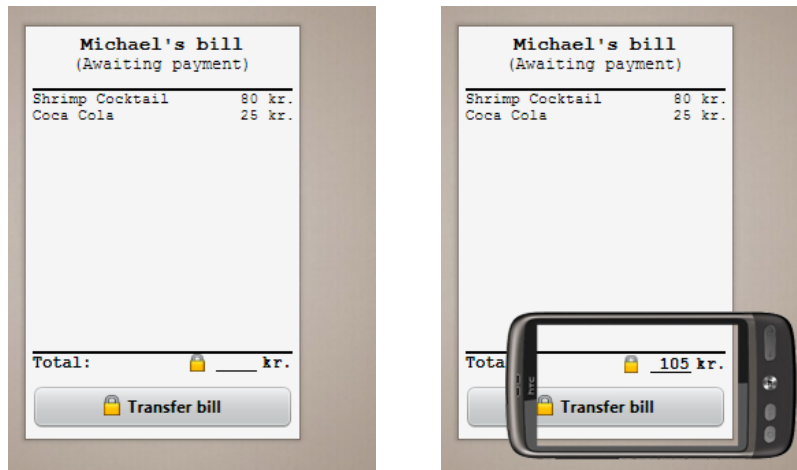 Michael's bill
(Awaiting payment)
Shrimp Cocktail 80 kr.
Coca Cola 25 kr.
Total: ____ kr.
Transfer bill
Michael's bill
(Awaiting payment)
Shrimp Cocktail 80 kr.
Coca Cola 25 kr.
Tota 105 kr.
Transfer bill
hTC